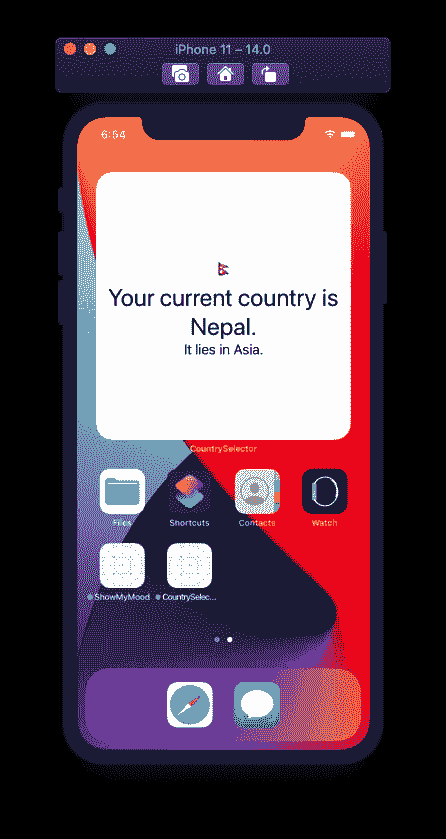 iPhone 11 – 14.0
6:54
Your current country is
Nepal.
It lies in Asia.
CountrySelector
Files
Shortcuts
Contacts
Watch
ShowMyMood
CountrySelec...